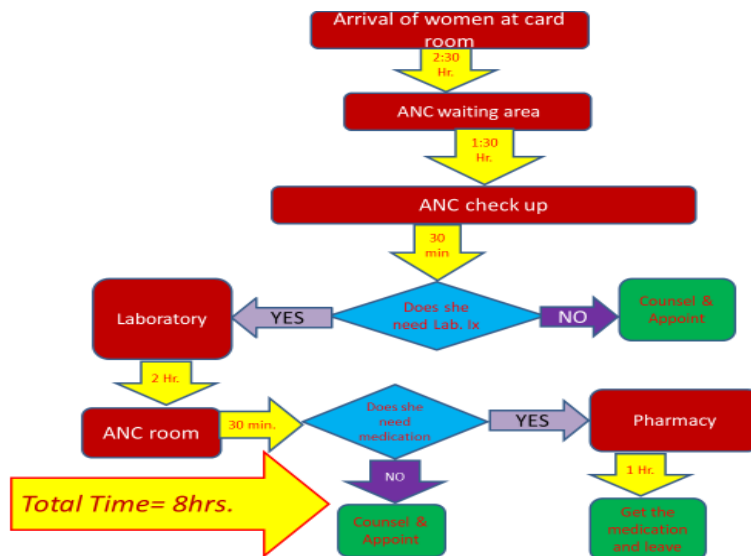 Arrival of women at card
room
2:30
Hr.
ANC waiting area
1:30
Hr.
ANC check up
30
min
Does she
need Lab. Ix
YES
NO
Laboratory
Counsel &
Appoint
2 Hr.
ANC room
30 min.
Does she
need
medication
YES
Pharmacy
NO
1 Hr.
Total Time= 8hrs.
Counsel &
Appoint
Get the
medication
and leave